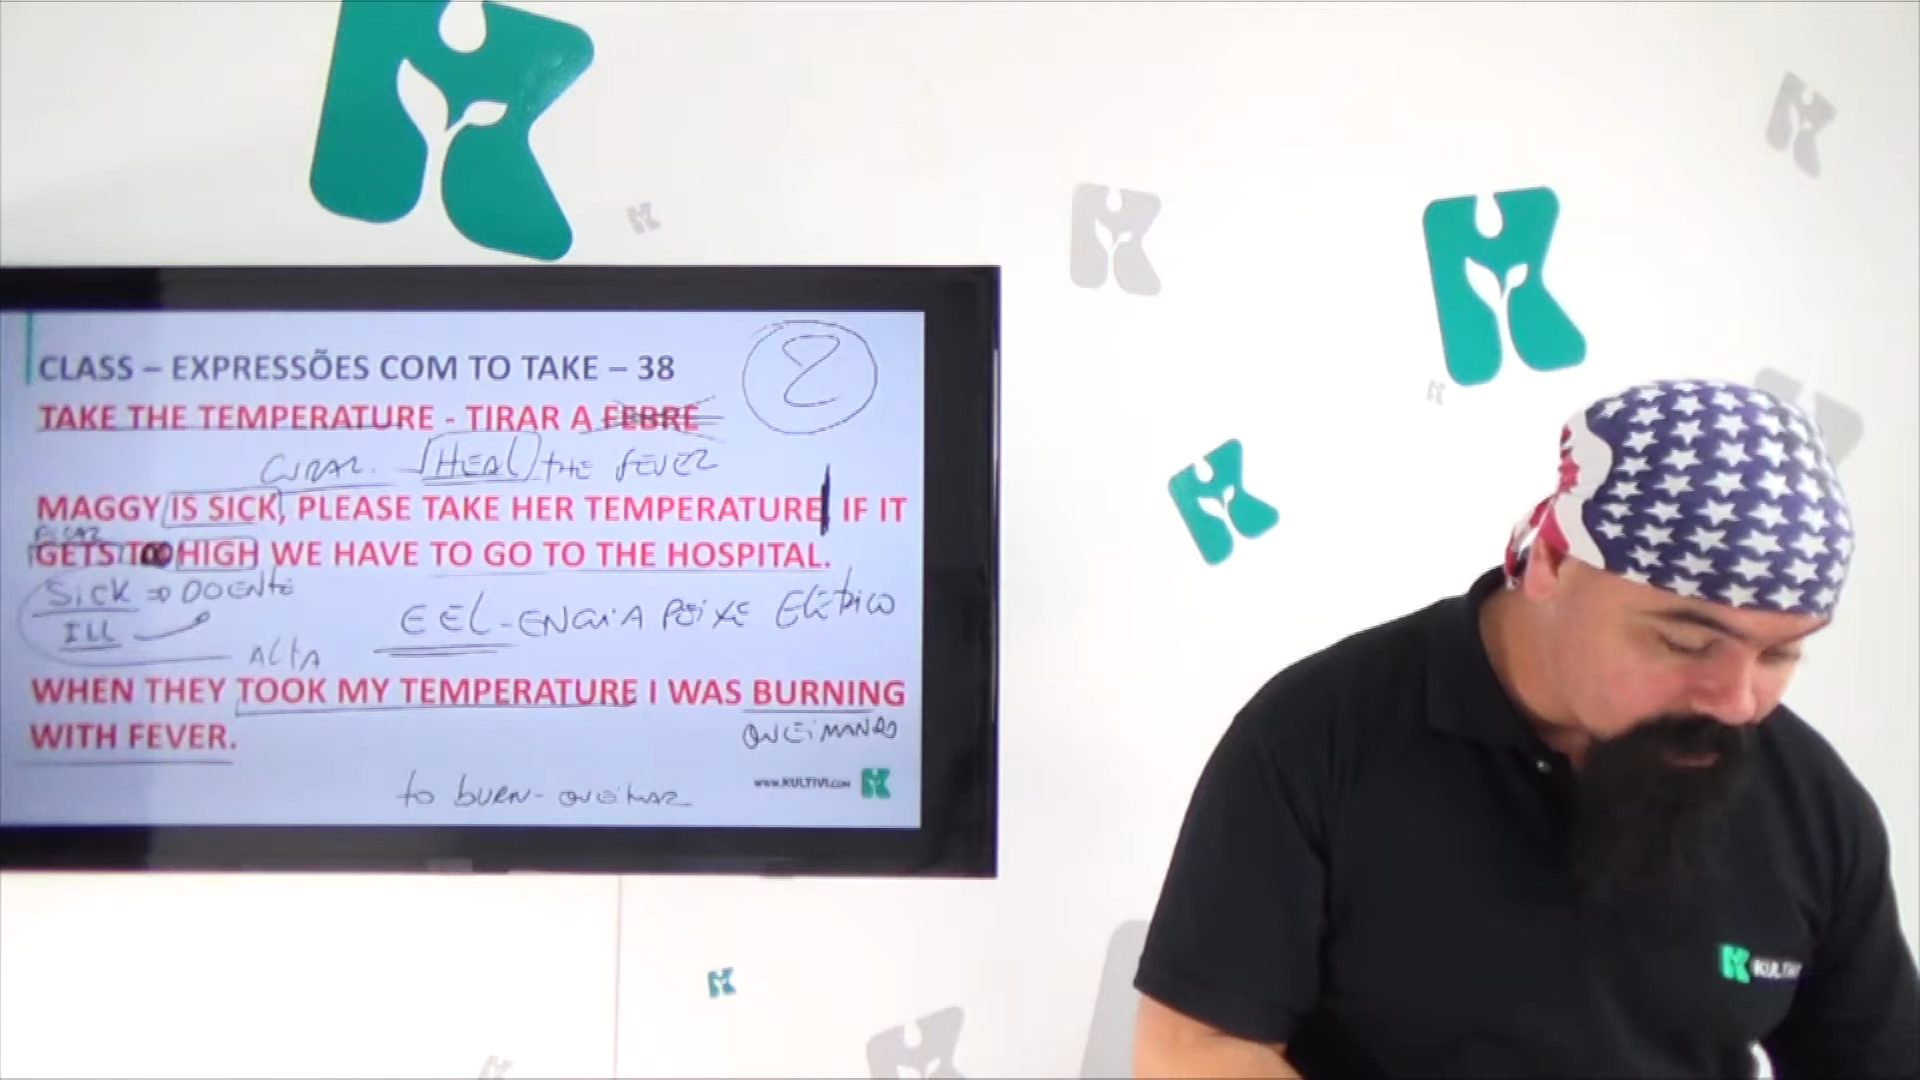 CLASS – EXPRESSÕES COM TO TAKE – 38
2
TAKE THE TEMPERATURE - TIRAR A FEBRE
CURAR. HEAL THE FEVER
MAGGY IS SICK, PLEASE TAKE HER TEMPERATURE IF IT
FICAR
GETS TOO HIGH WE HAVE TO GO TO THE HOSPITAL.
SICK => DOENTE
ILL
EEL - ENGUIA PEIXE ELÉTRICO
ALTA
WHEN THEY TOOK MY TEMPERATURE I WAS BURNING
WITH FEVER.
QUEIMANDO
to BURN - QUEIMAR
WWW.KULTIVI.COM